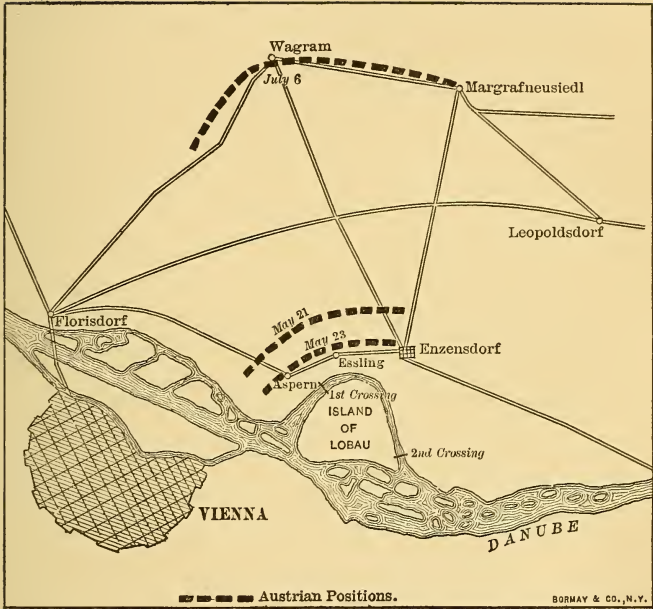 Wagram
July 6
Margrafneusiedl
Leopoldsdorf
Florisdorf
May 21
May 23
Enzensdorf
Essling
Aspern
1st Crossing
ISLAND
OF
LOBAU
2nd Crossing
VIENNA
DANUBE
Austrian Positions.
BORMAY & CO., N.Y.